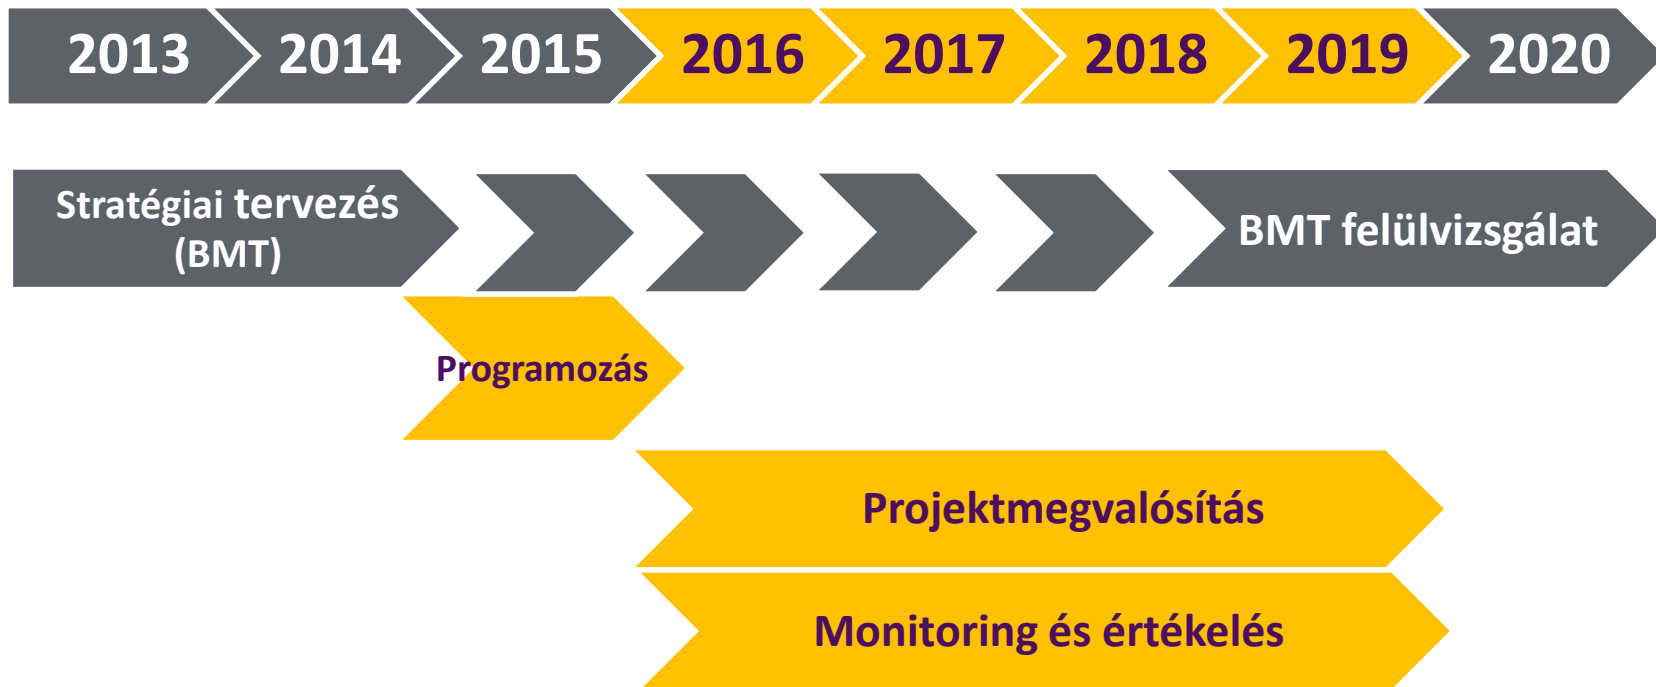 2013 2014 2015 2016 2017 2018 2019 2020
Stratégiai tervezés
(BMT)
BMT felülvizsgálat
Programozás
Projektmegvalósítás
Monitoring és értékelés